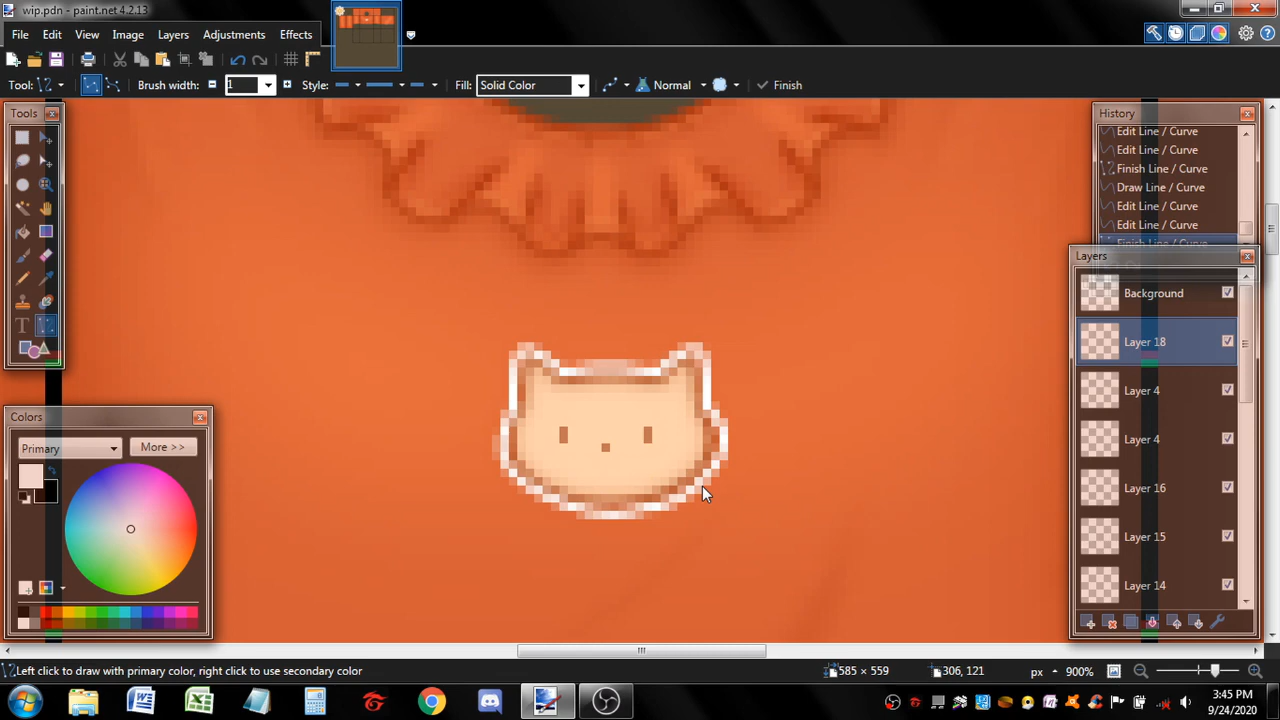 wip.pdn - paint.net 4.2.13
File Edit View Image Layers Adjustments Effects
Tool: Brush width: 1 Style: Fill: Solid Color Normal Finish
Tools
History
Edit Line / Curve
Edit Line / Curve
Finish Line / Curve
Draw Line / Curve
Edit Line / Curve
Edit Line / Curve
Finish Line / Curve
Layers
Background
Layer 18
Layer 4
Layer 4
Layer 16
Layer 15
Layer 14
Colors
Primary
More >>
Left click to draw with primary color, right click to use secondary color
585 × 559
306, 121
px
900%
3:45 PM
9/24/2020